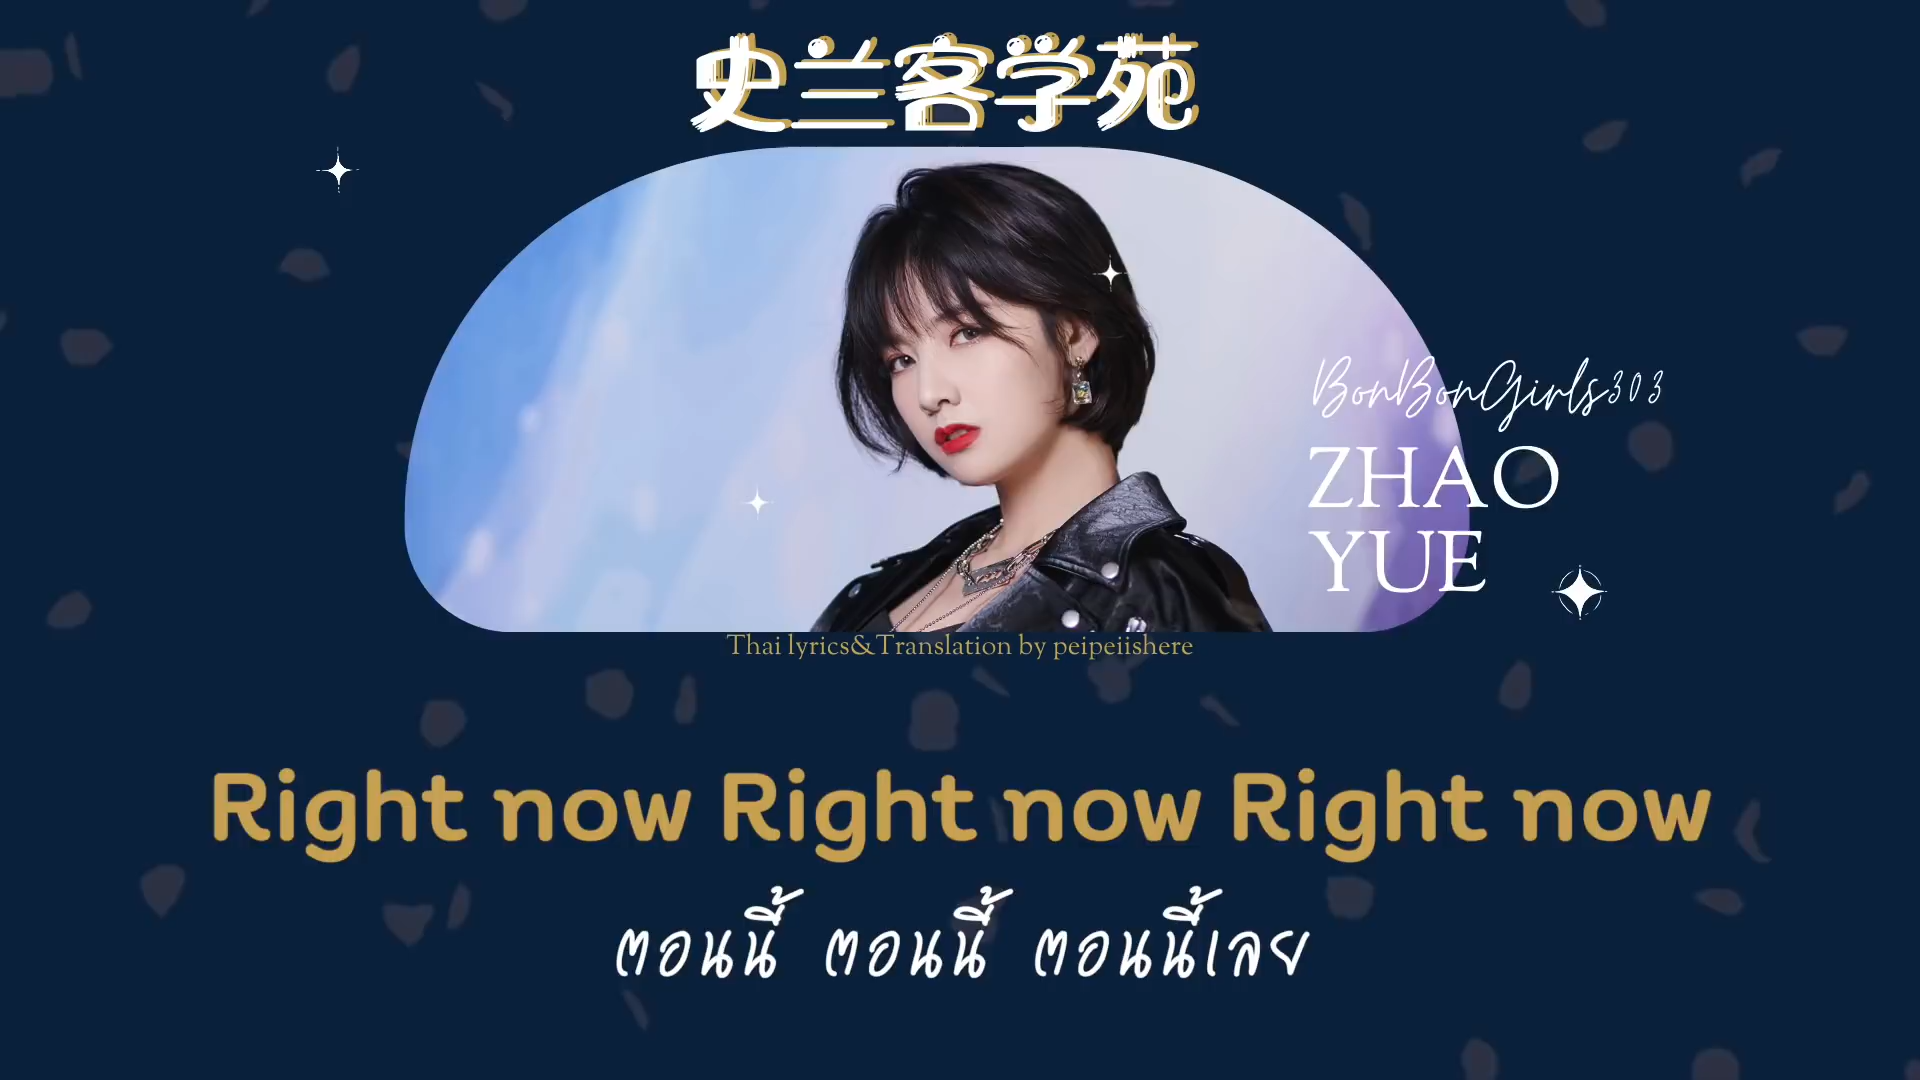 史兰客学苑
BonBonGirls303
ZHAO
YUE
Thai lyrics&Translation by peipeiishere
Right now Right now Right now
ตอนนี้ ตอนนี้ ตอนนี้เลย